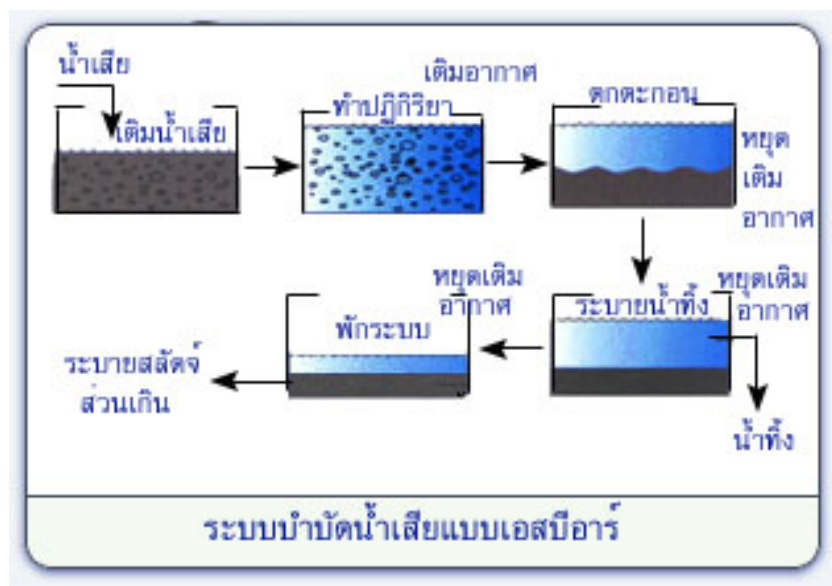 น้ำเสีย
เติมน้ำเสีย
เติมอากาศ
ทำปฏิกิริยา
ตกตะกอน
หยุด
เติม
อากาศ
หยุดเติม
อากาศ
ระบายน้ำทิ้ง
น้ำทิ้ง
หยุดเติม
อากาศ
พักระบบ
ระบายสลัดจ์
ส่วนเกิน
ระบบบำบัดน้ำเสียแบบเอสบีอาร์